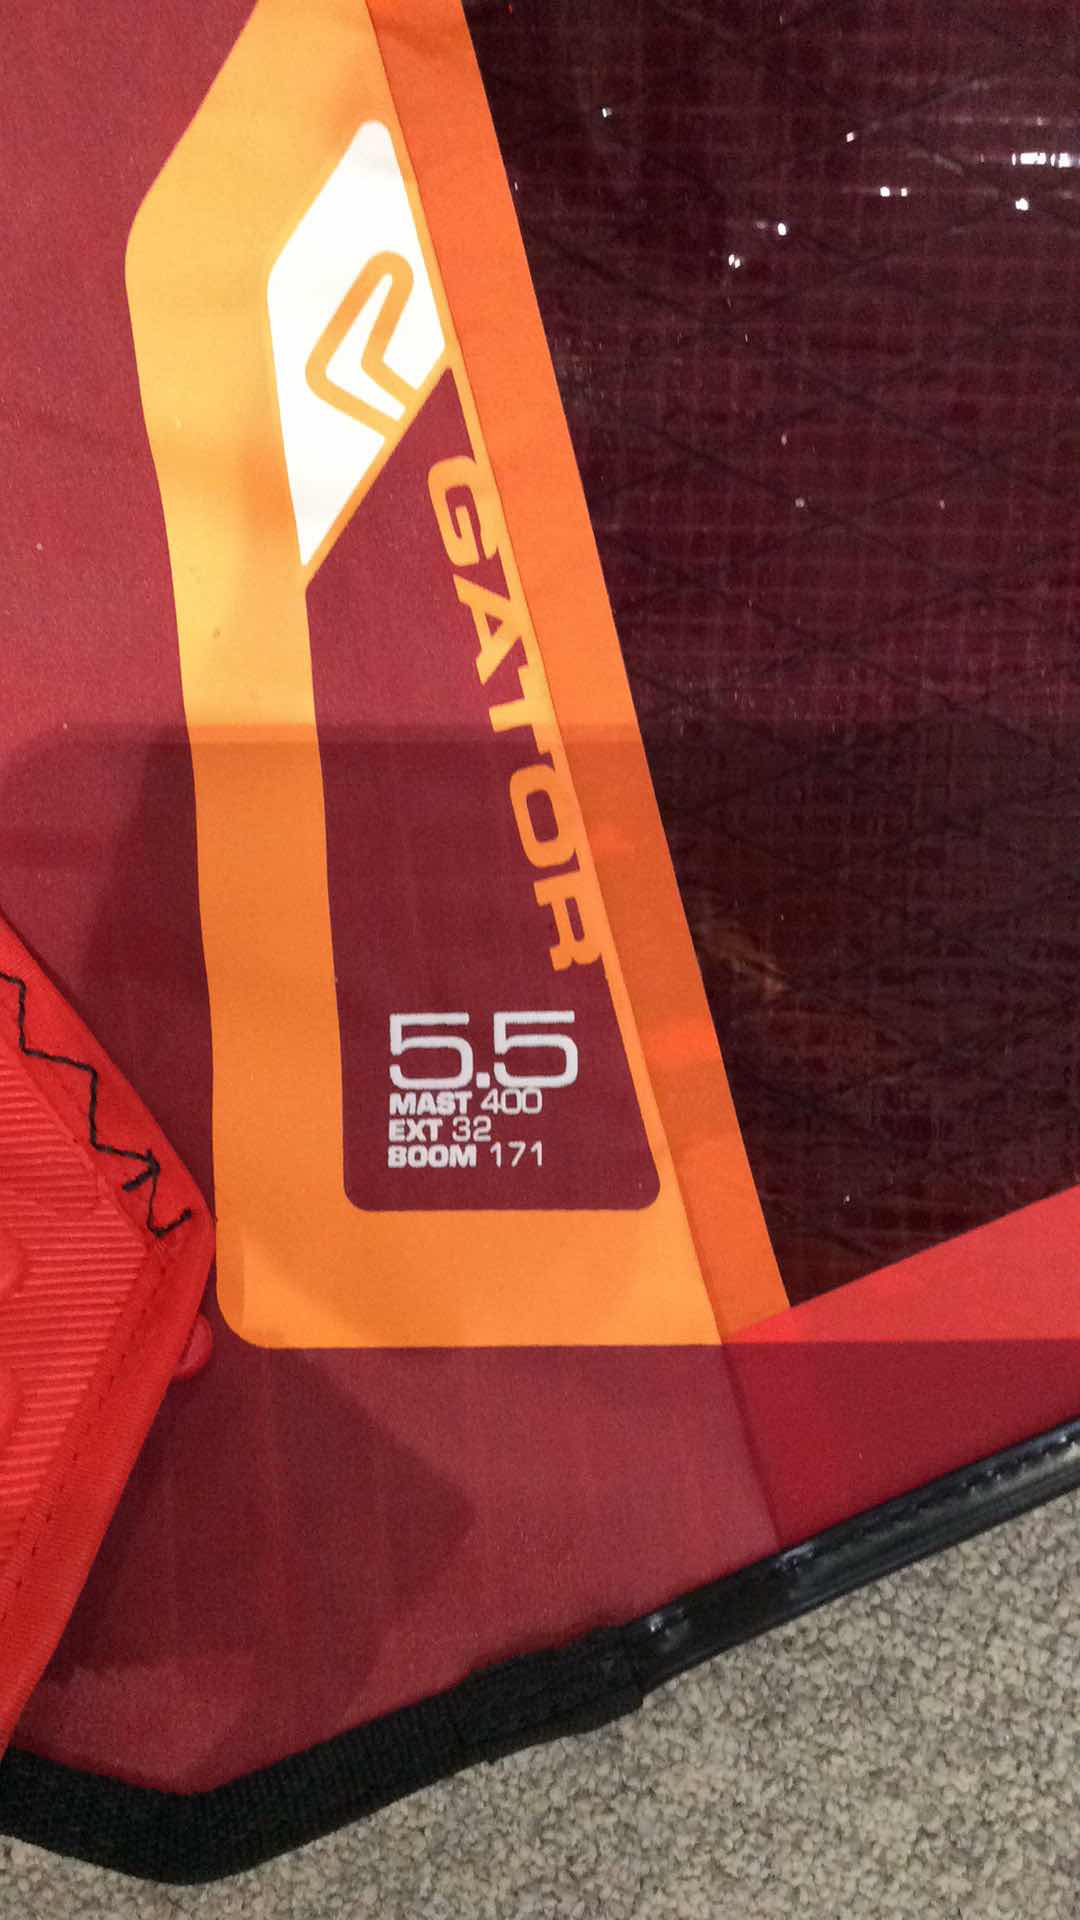 GATOR
5.5
MAST 400
EXT 32
BOOM 171